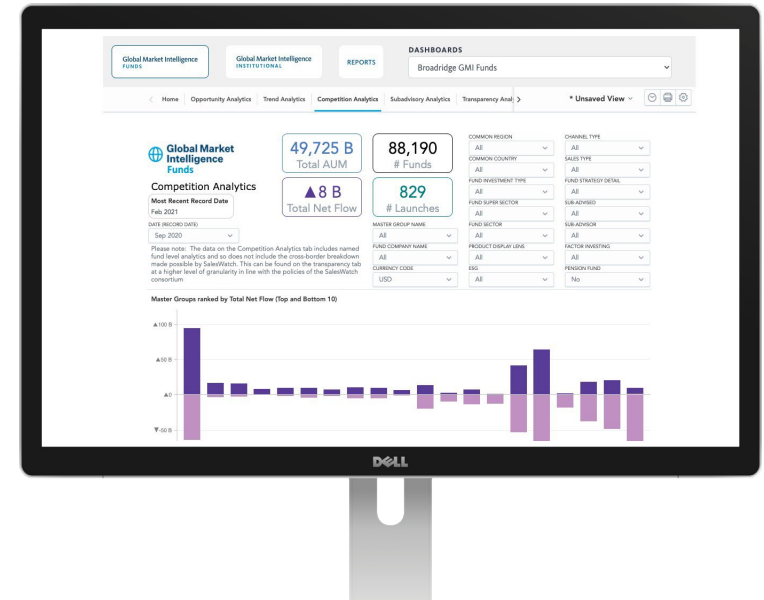 DASHBOARDS
Global Market Intelligence
FUNDS
Global Market Intelligence
INSTITUTIONAL
REPORTS
Broadridge GMI Funds
Home Opportunity Analytics Trend Analytics Competition Analytics Subadvisory Analytics Transparency Analy
* Unsaved View
Global Market
Intelligence
Funds
Competition Analytics
Most Recent Record Date
Feb 2021
DATE (RECORD DATE)
Sep 2020
Please note: The data on the Competition Analytics tab includes named
fund level analytics and so does not include the cross-border breakdown
made possible by SalesWatch. This can be found on the transparency tab
at a higher level of granularity in line with the policies of the SalesWatch
consortium
49,725 B
Total AUM
88,190
# Funds
▲8 B
Total Net Flow
829
# Launches
MASTER GROUP NAME
All
FUND COMPANY NAME
All
CURRENCY CODE
USD
COMMON REGION
All
COMMON COUNTRY
All
FUND INVESTMENT TYPE
All
FUND SUPER SECTOR
All
FUND SECTOR
All
PRODUCT DISPLAY LENS
All
ESG
All
CHANNEL TYPE
All
SALES TYPE
All
FUND STRATEGY DETAIL
All
SUB-ADVISED
All
SUB-ADVISOR
All
FACTOR INVESTING
All
PENSION FUND
No
Master Groups ranked by Total Net Flow (Top and Bottom 10)
▲100 B
▲50 B
▲0
▼-50 B
DELL